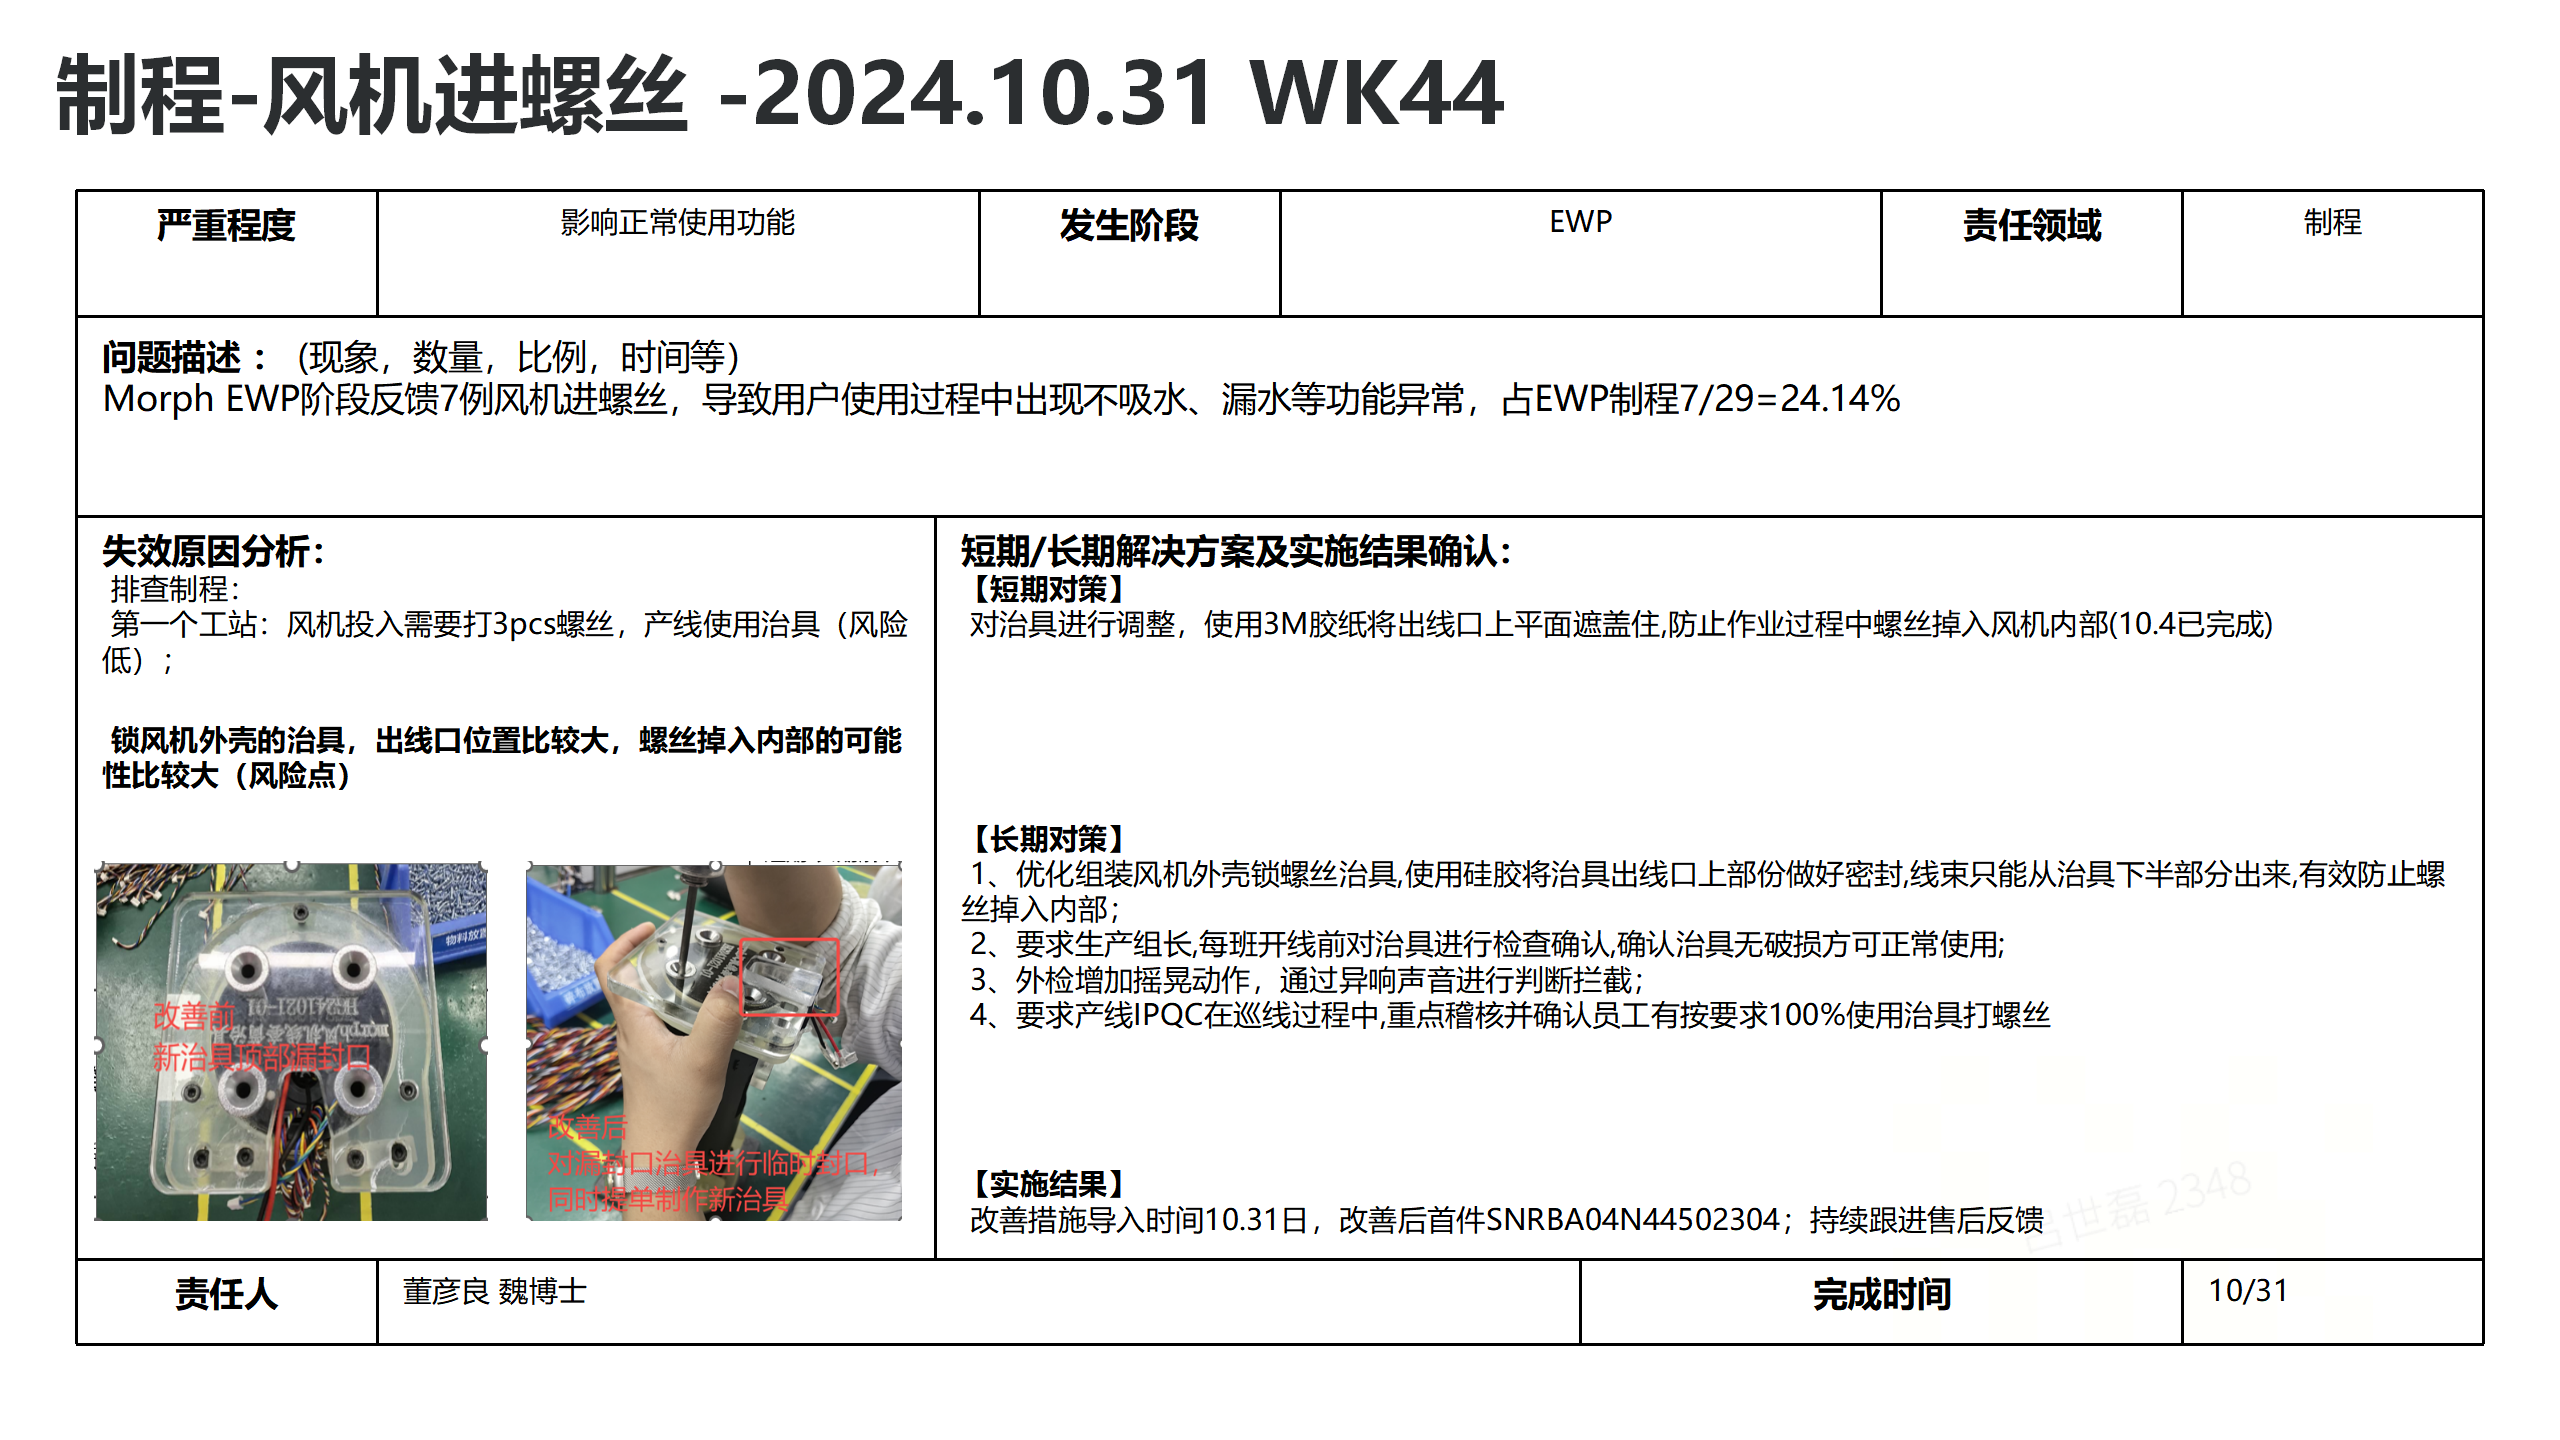 制程-风机进螺丝 -2024.10.31 WK44
严重程度
影响正常使用功能
发生阶段
EWP
责任领域
制程
问题描述 : (现象，数量，比例，时间等)
Morph EWP阶段反馈7例风机进螺丝，导致用户使用过程中出现不吸水、漏水等功能异常，占EWP制程7/29=24.14%
失效原因分析：
排查制程：
第一个工站：风机投入需要打3pcs螺丝，产线使用治具（风险
低）；
锁风机外壳的治具，出线口位置比较大，螺丝掉入内部的可能
性比较大（风险点）
物料放置
改善前
新治具顶部漏封口
改善后
对漏封口治具进行临时封口，
同时提单制作新治具
短期/长期解决方案及实施结果确认：
【短期对策】
对治具进行调整，使用3M胶纸将出线口上平面遮盖住,防止作业过程中螺丝掉入风机内部(10.4已完成)
【长期对策】
1、优化组装风机外壳锁螺丝治具,使用硅胶将治具出线口上部份做好密封,线束只能从治具下半部分出来,有效防止螺
丝掉入内部；
2、要求生产组长,每班开线前对治具进行检查确认,确认治具无破损方可正常使用;
3、外检增加摇晃动作，通过异响声音进行判断拦截；
4、要求产线IPQC在巡线过程中,重点稽核并确认员工有按要求100%使用治具打螺丝
【实施结果】
改善措施导入时间10.31日，改善后首件SNRBA04N44502304；持续跟进售后反馈
吕世磊 2348
责任人
董彦良 魏博士
完成时间
10/31